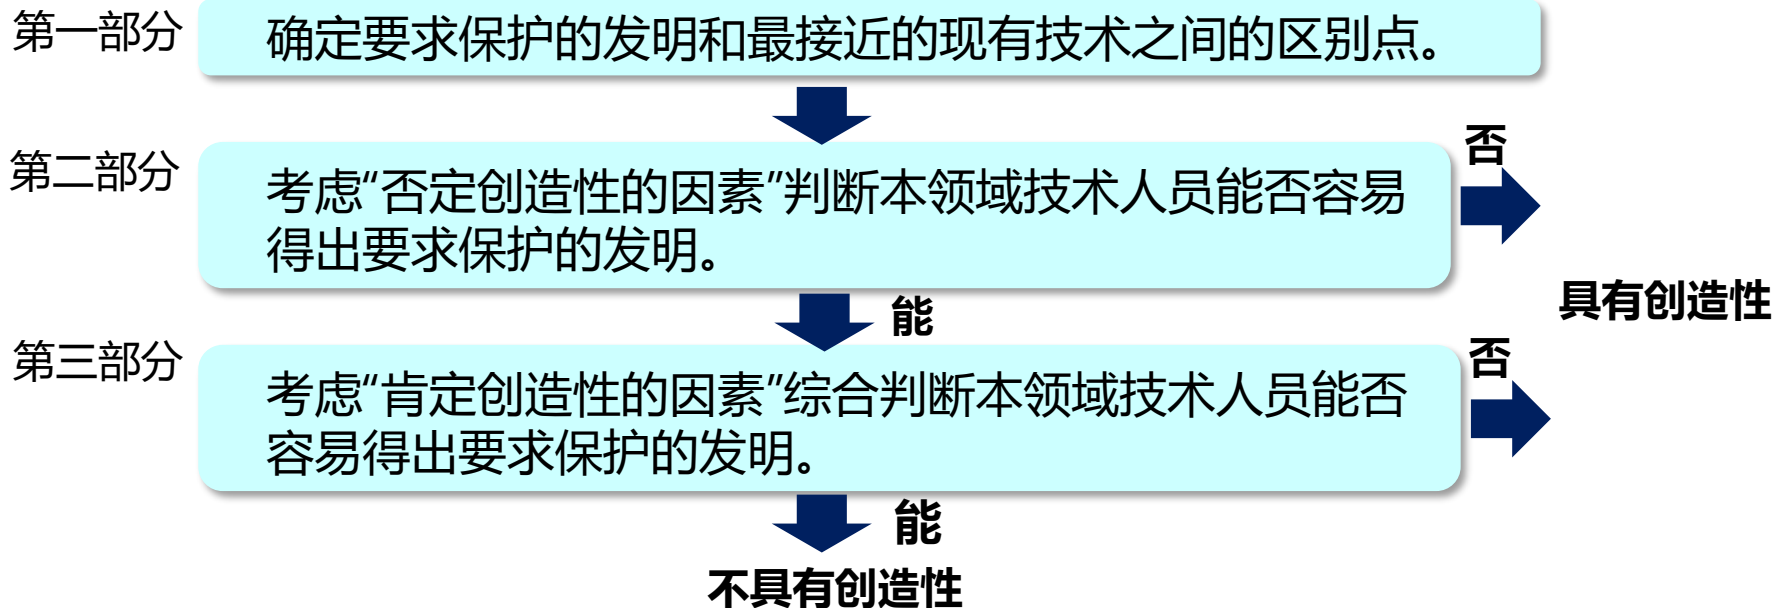 第一部分
确定要求保护的发明和最接近的现有技术之间的区别点。
第二部分
考虑“否定创造性的因素”判断本领域技术人员能否容易
得出要求保护的发明。
否
能
具有创造性
第三部分
考虑“肯定创造性的因素”综合判断本领域技术人员能否
容易得出要求保护的发明。
否
能
不具有创造性